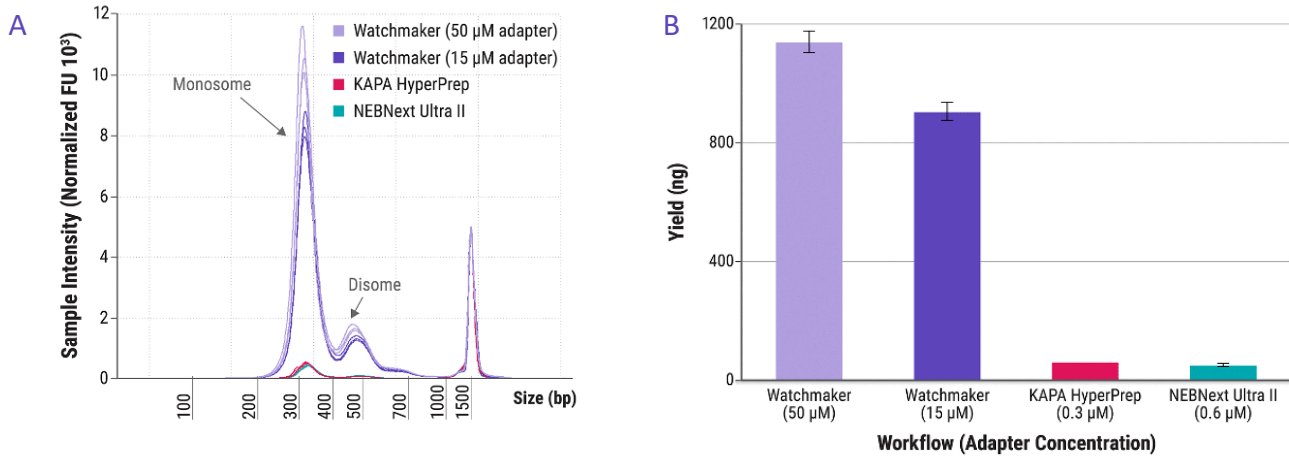 A
12
10
8
6
4
2
0
Sample Intensity (Normalized FU 10³)
Watchmaker (50 µM adapter)
Watchmaker (15 µM adapter)
KAPA HyperPrep
NEBNext Ultra II
Monosome
Disome
100
200
300
400
500
700
1000
1500
Size (bp)
B
1200
800
400
0
Yield (ng)
Watchmaker
(50 µM)
Watchmaker
(15 µM)
KAPA HyperPrep
(0.3 µM)
NEBNext Ultra II
(0.6 µM)
Workflow (Adapter Concentration)